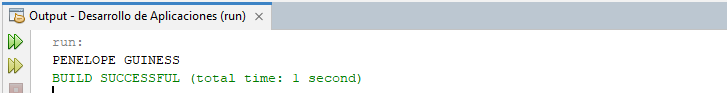 Output - Desarrollo de Aplicaciones (run)
run:
PENELOPE GUINESS
BUILD SUCCESSFUL (total time: 1 second)